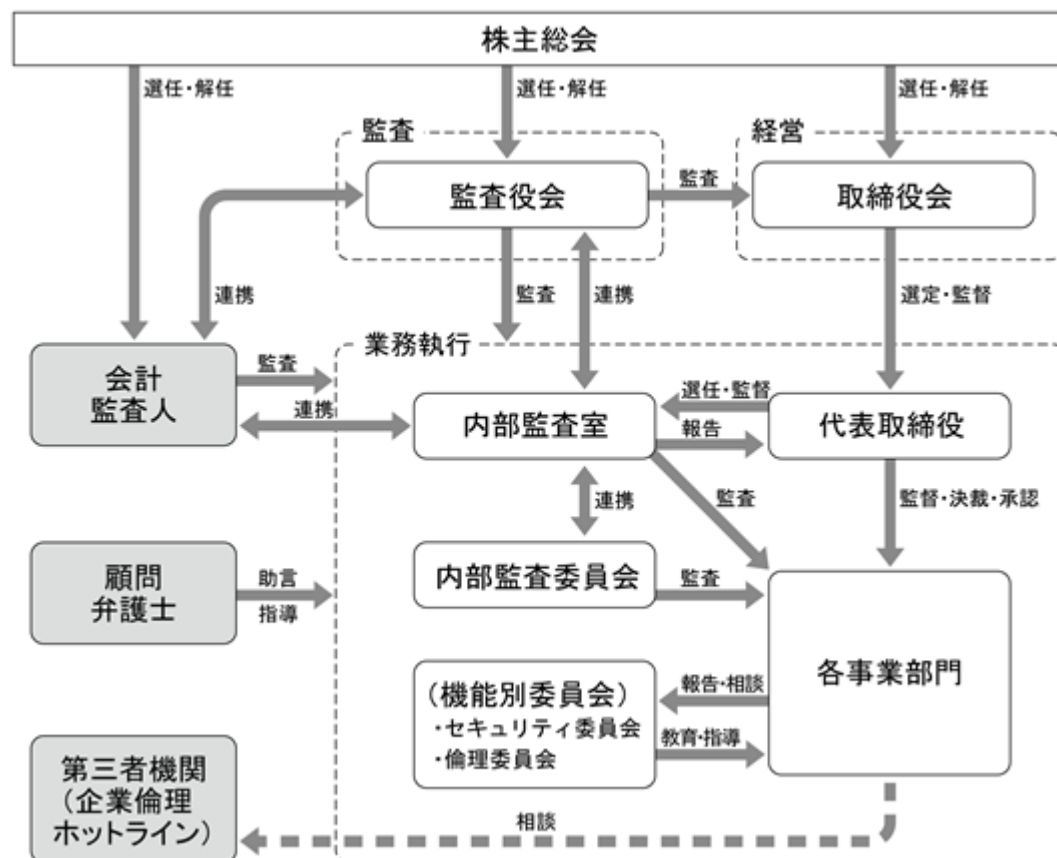 株主総会
選任・解任
選任・解任
選任・解任
監査
経営
監査役会
監査
取締役会
連携
監査
連携
選定・監督
業務執行
会計
監査人
監査
連携
内部監査室
選任・監督
報告
代表取締役
連携
監査
監督・決裁・承認
顧問
弁護士
助言
指導
内部監査委員会
監査
各事業部門
（機能別委員会）
・セキュリティ委員会
・倫理委員会
報告・相談
教育・指導
第三者機関
（企業倫理
ホットライン）
相談